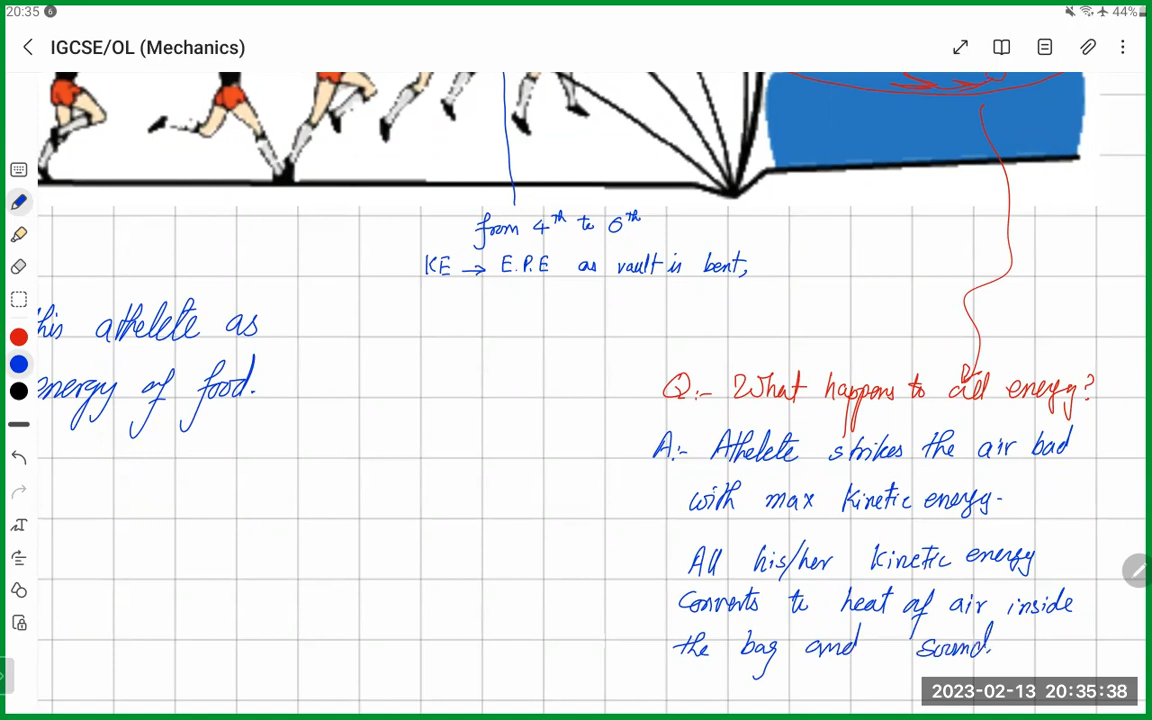 20:35 6
44%
IGCSE/OL (Mechanics)
from 4th to 6th
KE → E.P.E as vault is bent,
this athelete as
energy of food.
Q:- What happens to all energy?
A:- Athelete strikes the air bad
with max kinetic energy-
All his/her kinetic energy
Converts to heat of air inside
the bag and sound.
2023-02-13 20:35:38